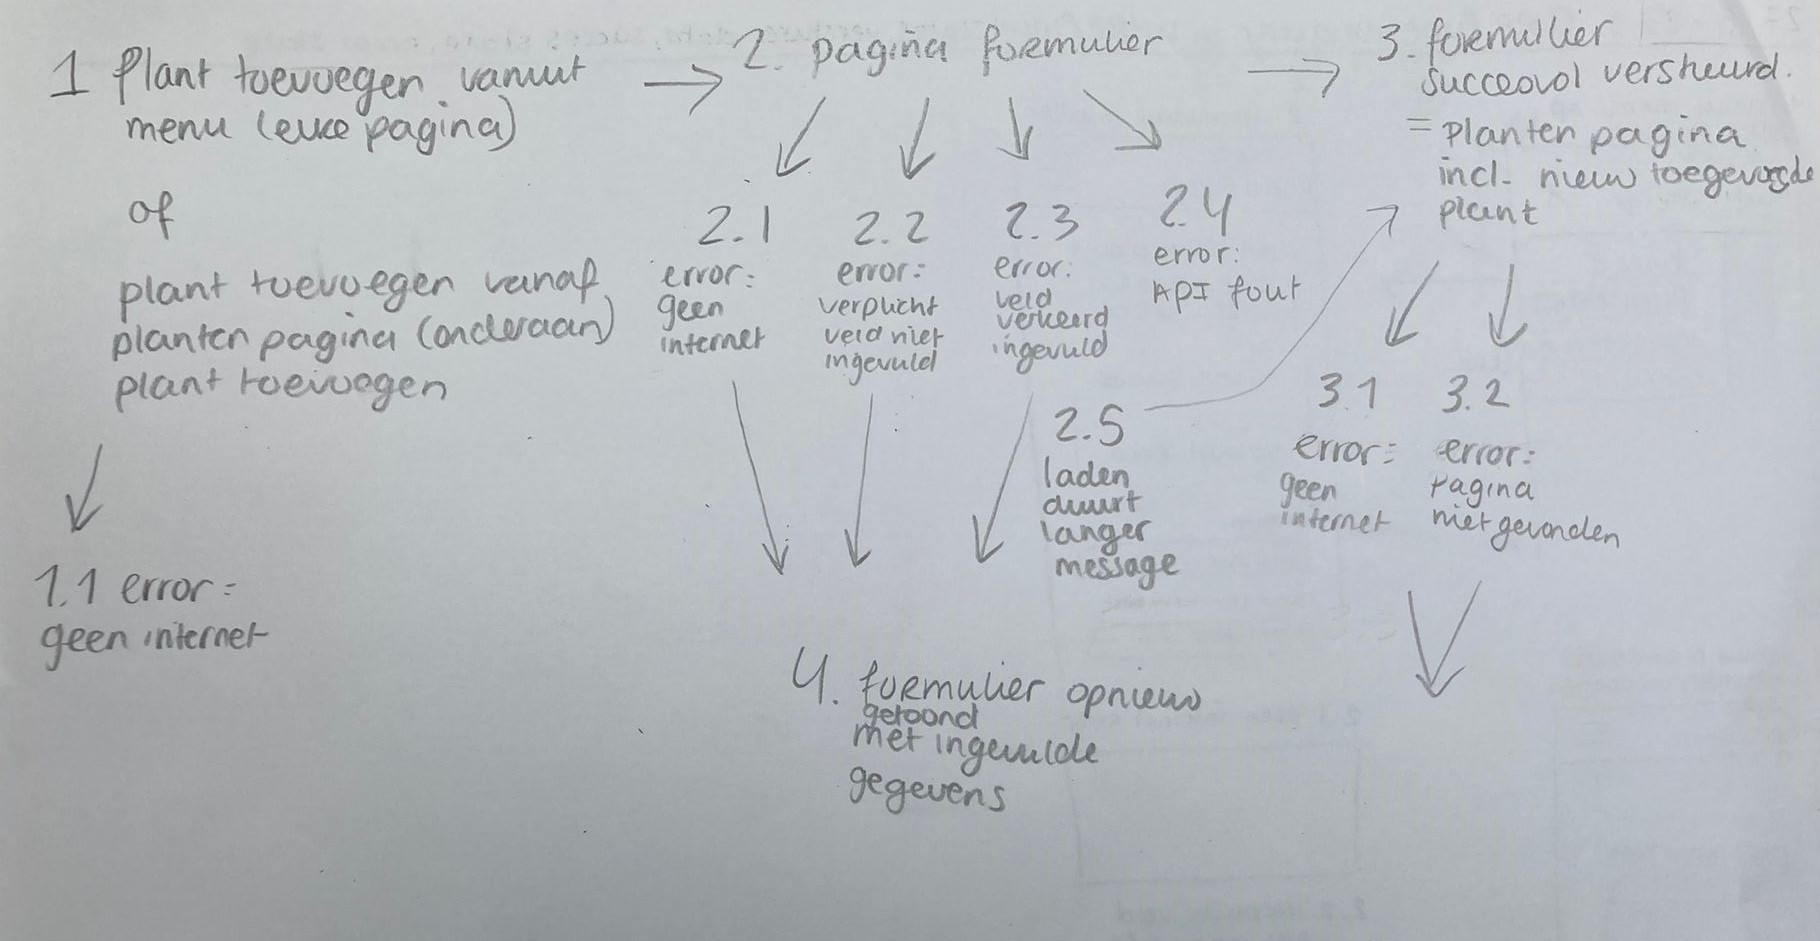 1 Plant toevoegen vanuit
menu (elke pagina)
of
plant toevoegen vanaf
planten pagina (onderaan)
plant toevoegen
1.1 error:
geen internet
2. pagina formulier
2.1
error:
geen
internet
2.2
error:
verplicht
veld niet
ingevuld
2.3
error:
veld
verkeerd
ingevuld
2.4
error:
API fout
2.5
laden
duurt
langer
message
3. formulier
succesvol verstuurd.
= planten pagina
incl. nieuw toegevoegde
plant
3.1
error:
geen
internet
3.2
error:
pagina
niet gevonden
4. formulier opnieuw
getoond
met ingevulde
gegevens